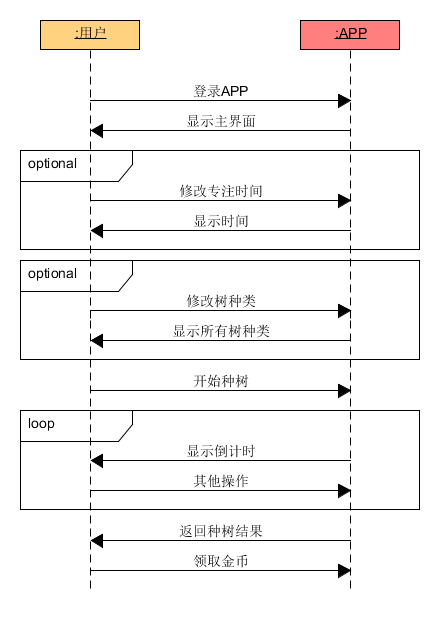 :用户
:APP
登录APP
显示主界面
optional
修改专注时间
显示时间
optional
修改树种类
显示所有树种类
开始种树
loop
显示倒计时
其他操作
返回种树结果
领取金币